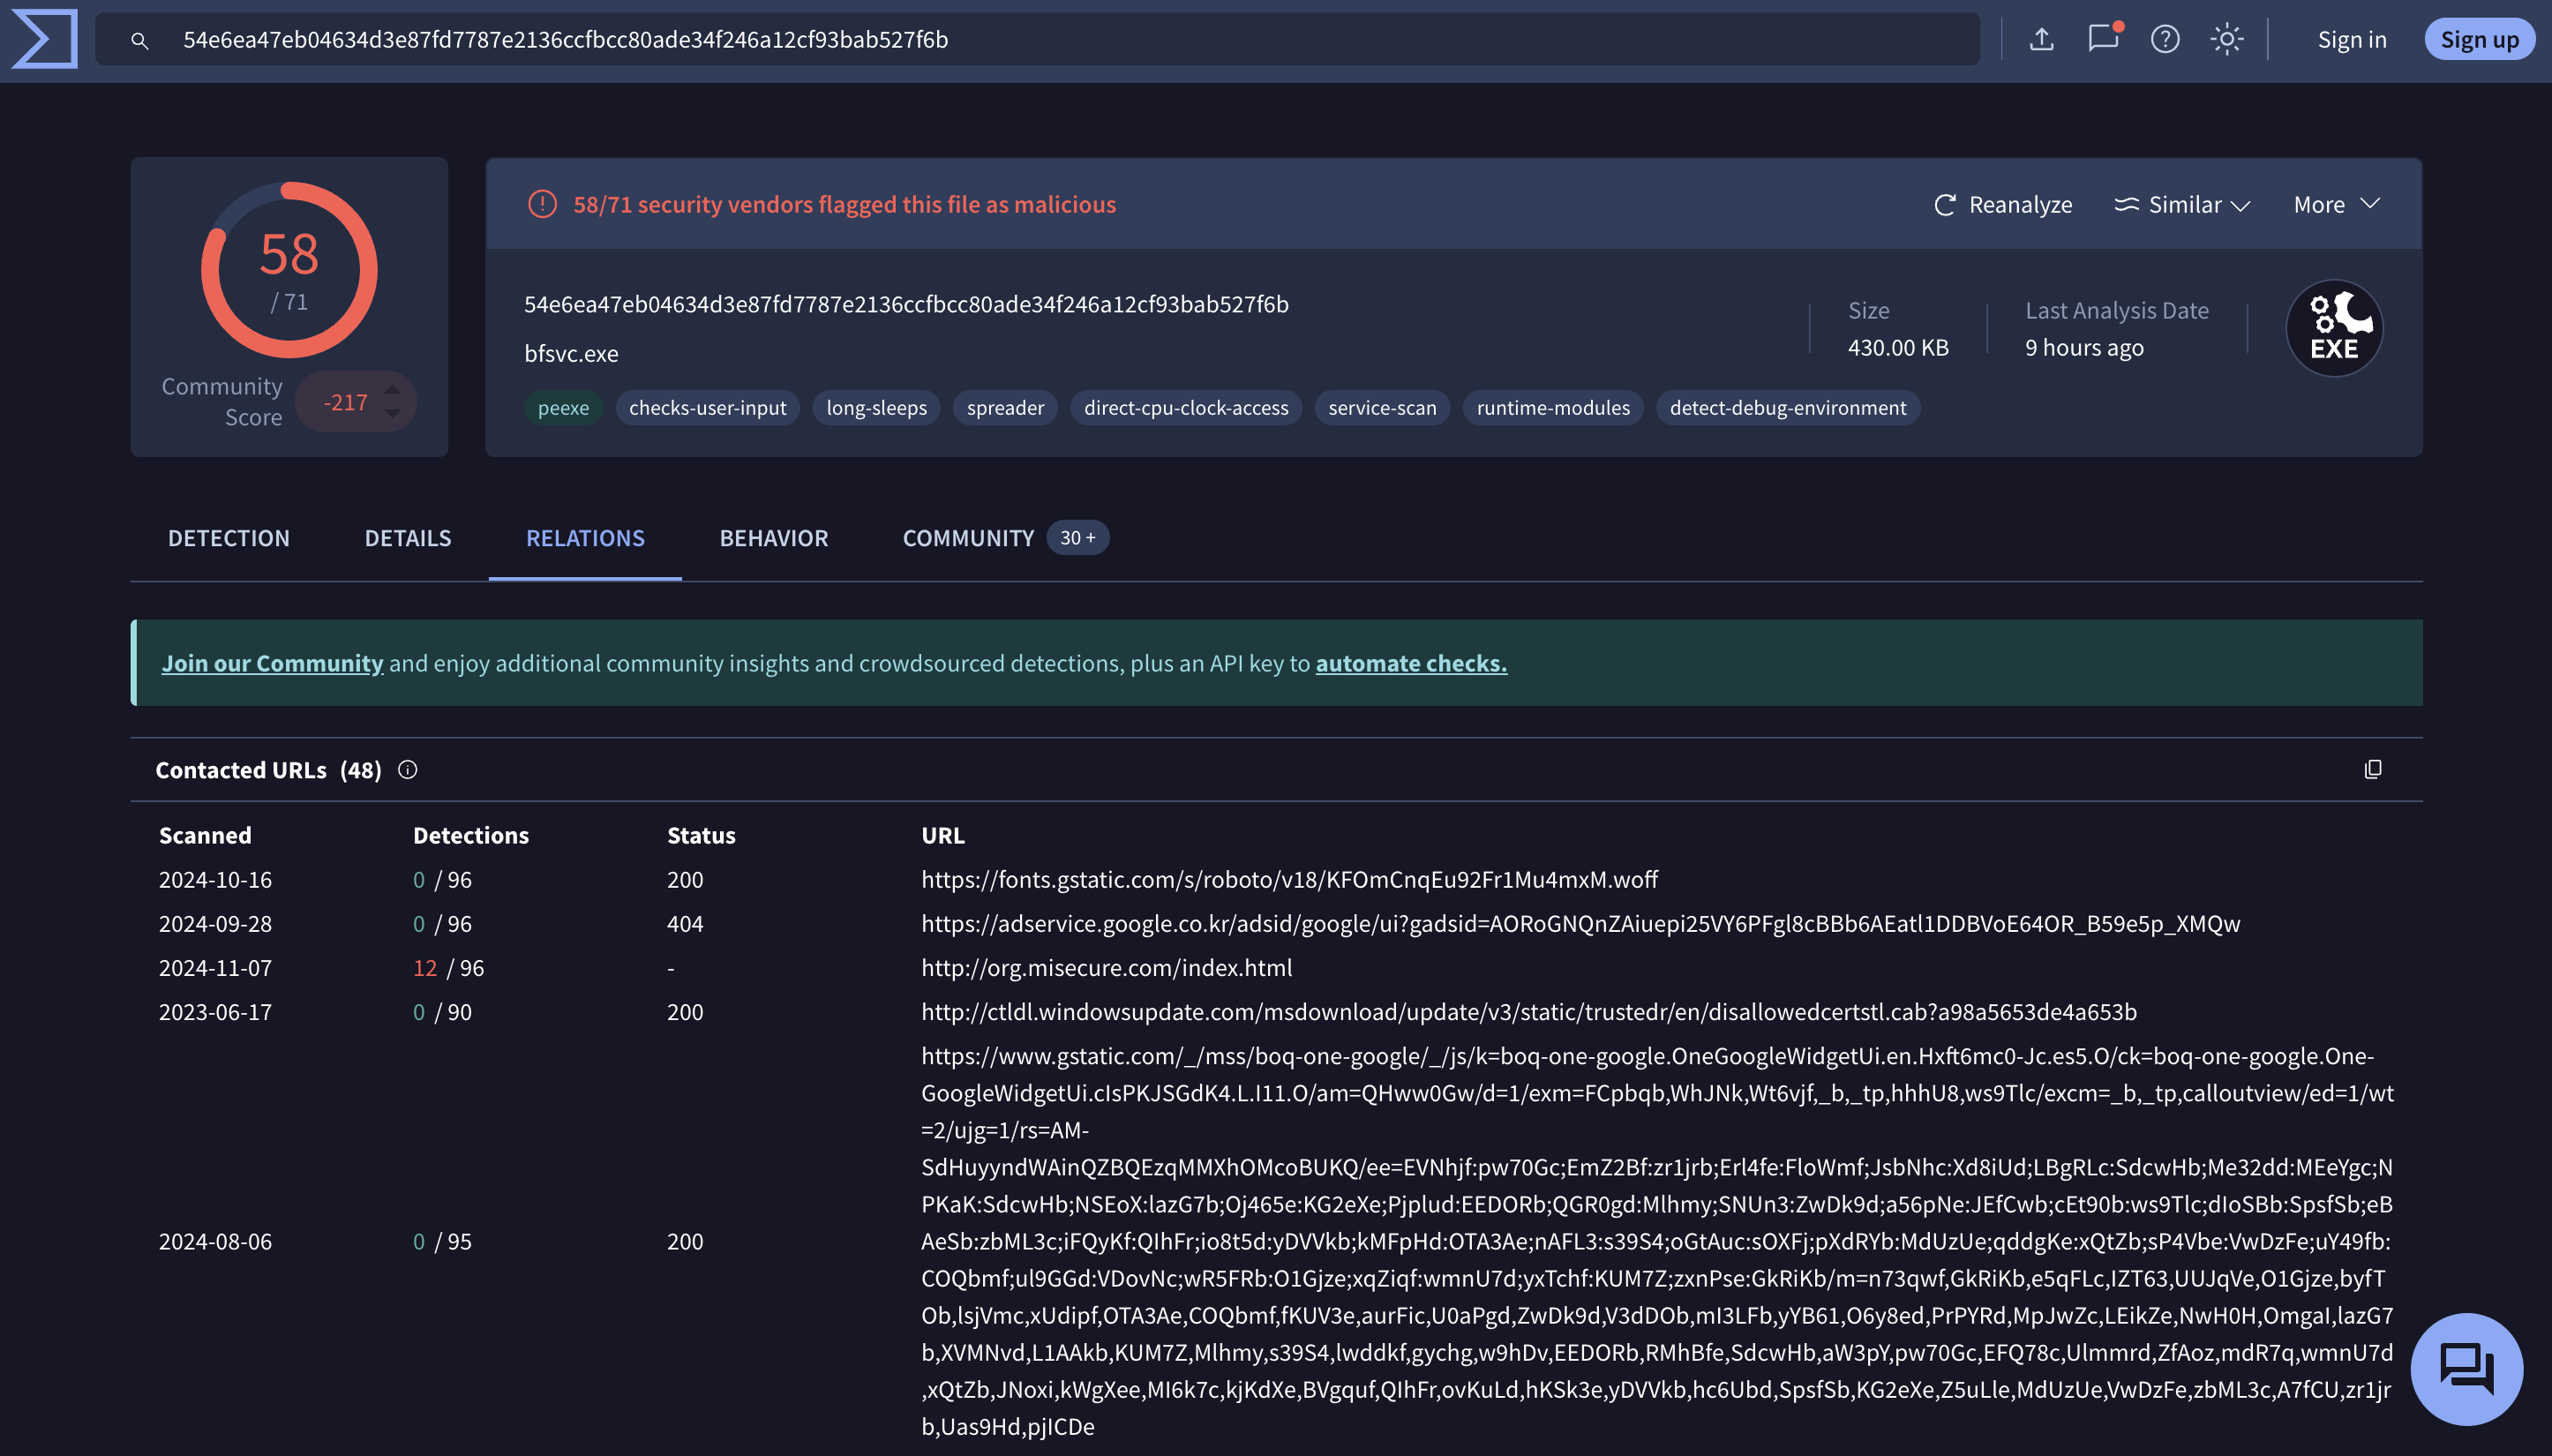 54e6ea47eb04634d3e87fd7787e2136ccfbcc80ade34f246a12cf93bab527f6b
Sign in
Sign up
58
/ 71
Community
Score
-217
58/71 security vendors flagged this file as malicious
Reanalyze
Similar
More
54e6ea47eb04634d3e87fd7787e2136ccfbcc80ade34f246a12cf93bab527f6b
bfsvc.exe
Size
430.00 KB
Last Analysis Date
9 hours ago
EXE
peexe
checks-user-input
long-sleeps
spreader
direct-cpu-clock-access
service-scan
runtime-modules
detect-debug-environment
DETECTION
DETAILS
RELATIONS
BEHAVIOR
COMMUNITY
30 +
Join our Community and enjoy additional community insights and crowdsourced detections, plus an API key to automate checks.
Contacted URLs (48)
Scanned Detections Status URL
2024-10-16 0 / 96 200 https://fonts.gstatic.com/s/roboto/v18/KFOmCnqEu92Fr1Mu4mxM.woff
2024-09-28 0 / 96 404 https://adservice.google.co.kr/adsid/google/ui?gadsid=AORoGNQnZAiuepi25VY6PFgl8cBBb6AEatl1DDBVoE64OR_B59e5p_XMQw
2024-11-07 12 / 96 - http://org.misecure.com/index.html
2023-06-17 0 / 90 200 http://ctldl.windowsupdate.com/msdownload/update/v3/static/trustedr/en/disallowedcertstl.cab?a98a5653de4a653b
https://www.gstatic.com/_/mss/boq-one-google/_/js/k=boq-one-google.OneGoogleWidgetUi.en.Hxft6mc0-Jc.es5.O/ck=boq-one-google.One-
GoogleWidgetUi.cIsPKJSGdK4.L.I11.O/am=QHww0Gw/d=1/exm=FCpbqb,WhJNk,Wt6vjf,_b,_tp,hhhU8,ws9Tlc/excm=_b,_tp,calloutview/ed=1/wt
=2/ujg=1/rs=AM-
SdHuyyndWAinQZBQEzqMMXhOMcoBUKQ/ee=EVNhjf:pw70Gc;EmZ2Bf:zr1jrb;Erl4fe:FloWmf;JsbNhc:Xd8iUd;LBgRLc:SdcwHb;Me32dd:MEeYgc;N
PKaK:SdcwHb;NSEoX:lazG7b;Oj465e:KG2eXe;Pjplud:EEDORb;QGR0gd:Mlhmy;SNUn3:ZwDk9d;a56pNe:JEfCwb;cEt90b:ws9Tlc;dIoSBb:SpsfSb;eB
2024-08-06 0 / 95 200 AeSb:zbML3c;iFQyKf:QIhFr;io8t5d:yDVVkb;kMFpHd:OTA3Ae;nAFL3:s39S4;oGtAuc:sOXFj;pXdRYb:MdUzUe;qddgKe:xQtZb;sP4Vbe:VwDzFe;uY49fb:
COQbmf;ul9GGd:VDovNc;wR5FRb:O1Gjze;xqZiqf:wmnU7d;yxTchf:KUM7Z;zxnPse:GkRiKb/m=n73qwf,GkRiKb,e5qFLc,IZT63,UUJqVe,O1Gjze,byfT
Ob,lsjVmc,xUdipf,OTA3Ae,COQbmf,fKUV3e,aurFic,U0aPgd,ZwDk9d,V3dDOb,mI3LFb,yYB61,O6y8ed,PrPYRd,MpJwZc,LEikZe,NwH0H,OmgaI,lazG7
b,XVMNvd,L1AAkb,KUM7Z,Mlhmy,s39S4,lwddkf,gychg,w9hDv,EEDORb,RMhBfe,SdcwHb,aW3pY,pw70Gc,EFQ78c,Ulmmrd,ZfAoz,mdR7q,wmnU7d
,xQtZb,JNoxi,kWgXee,MI6k7c,kjKdXe,BVgquf,QIhFr,ovKuLd,hKSk3e,yDVVkb,hc6Ubd,SpsfSb,KG2eXe,Z5uLle,MdUzUe,VwDzFe,zbML3c,A7fCU,zr1jr
b,Uas9Hd,pjICDe